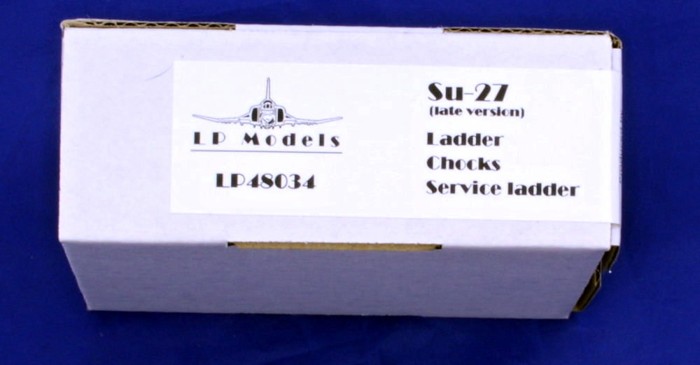 LP Models
LP48034
Su-27
(late version)
Ladder
Chocks
Service ladder